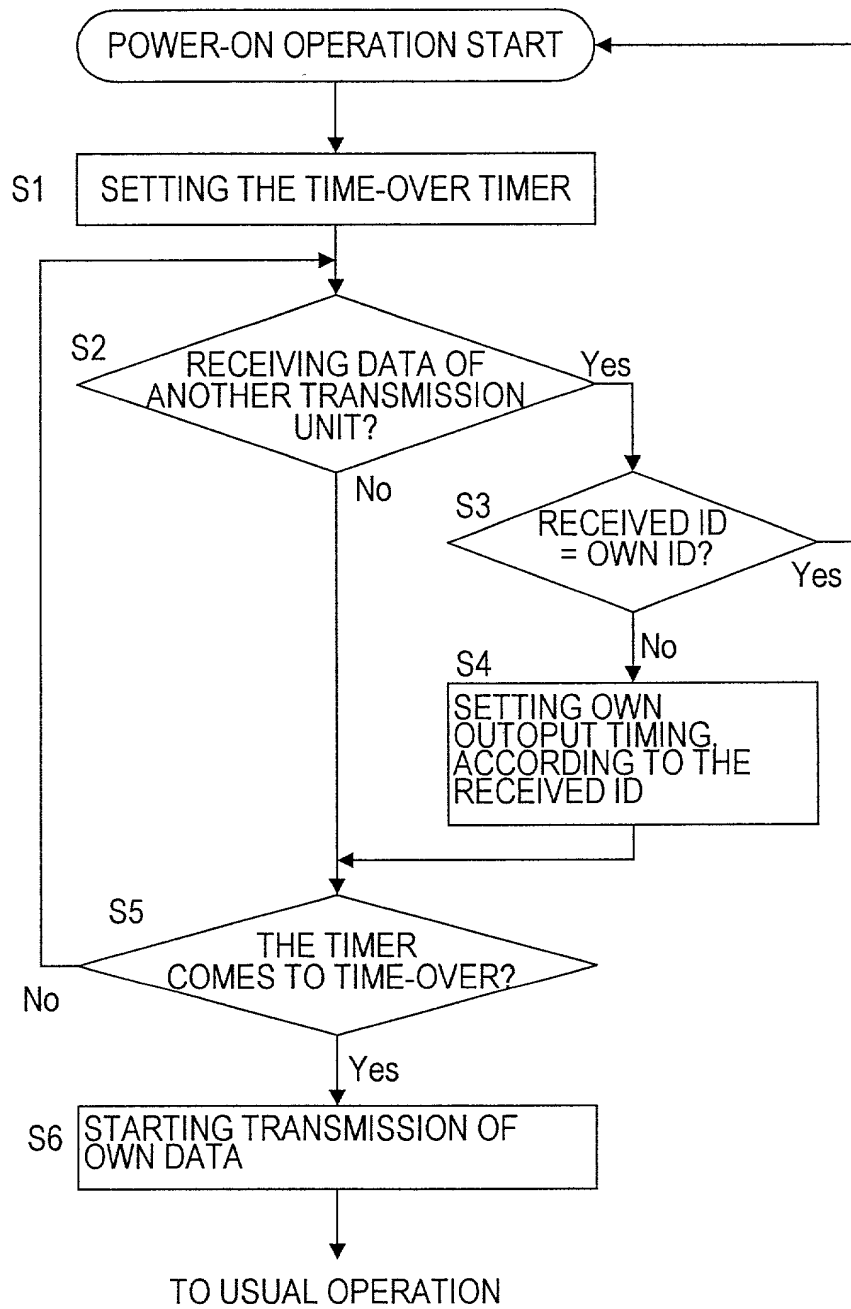 POWER-ON OPERATION START
S1
SETTING THE TIME-OVER TIMER
S2
RECEIVING DATA OF
ANOTHER TRANSMISSION
UNIT?
Yes
No
S3
RECEIVED ID
= OWN ID?
Yes
No
S4
SETTING OWN
OUTOPUT TIMING,
ACCORDING TO THE
RECEIVED ID
S5
THE TIMER
COMES TO TIME-OVER?
No
Yes
S6
STARTING TRANSMISSION OF
OWN DATA
TO USUAL OPERATION